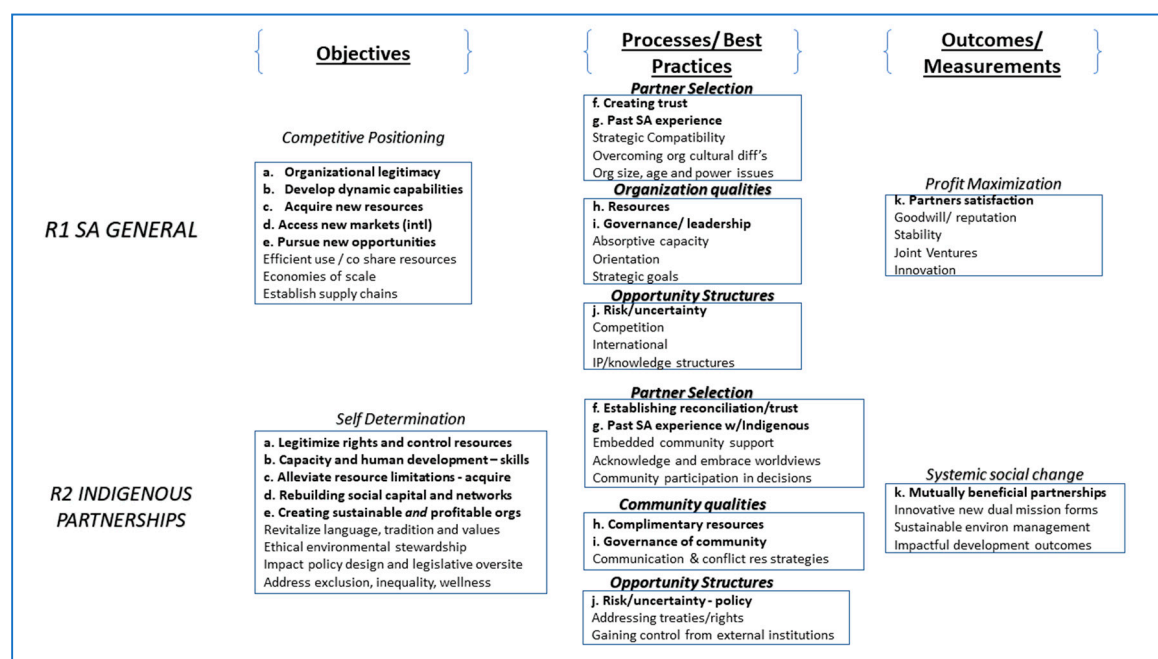 Objectives
Processes/ Best
Practices
Outcomes/
Measurements
R1 SA GENERAL
Competitive Positioning
a. Organizational legitimacy
b. Develop dynamic capabilities
c. Acquire new resources
d. Access new markets (intl)
e. Pursue new opportunities
Efficient use / co share resources
Economies of scale
Establish supply chains
Partner Selection
f. Creating trust
g. Past SA experience
Strategic Compatibility
Overcoming org cultural diff's
Org size, age and power issues
Organization qualities
h. Resources
i. Governance/ leadership
Absorptive capacity
Orientation
Strategic goals
Opportunity Structures
j. Risk/uncertainty
Competition
International
IP/knowledge structures
Profit Maximization
k. Partners satisfaction
Goodwill/ reputation
Stability
Joint Ventures
Innovation
R2 INDIGENOUS
PARTNERSHIPS
Self Determination
a. Legitimize rights and control resources
b. Capacity and human development – skills
c. Alleviate resource limitations - acquire
d. Rebuilding social capital and networks
e. Creating sustainable and profitable orgs
Revitalize language, tradition and values
Ethical environmental stewardship
Impact policy design and legislative oversite
Address exclusion, inequality, wellness
Partner Selection
f. Establishing reconciliation/trust
g. Past SA experience w/Indigenous
Embedded community support
Acknowledge and embrace worldviews
Community participation in decisions
Community qualities
h. Complimentary resources
i. Governance of community
Communication & conflict res strategies
Opportunity Structures
j. Risk/uncertainty - policy
Addressing treaties/rights
Gaining control from external institutions
Systemic social change
k. Mutually beneficial partnerships
Innovative new dual mission forms
Sustainable environ management
Impactful development outcomes